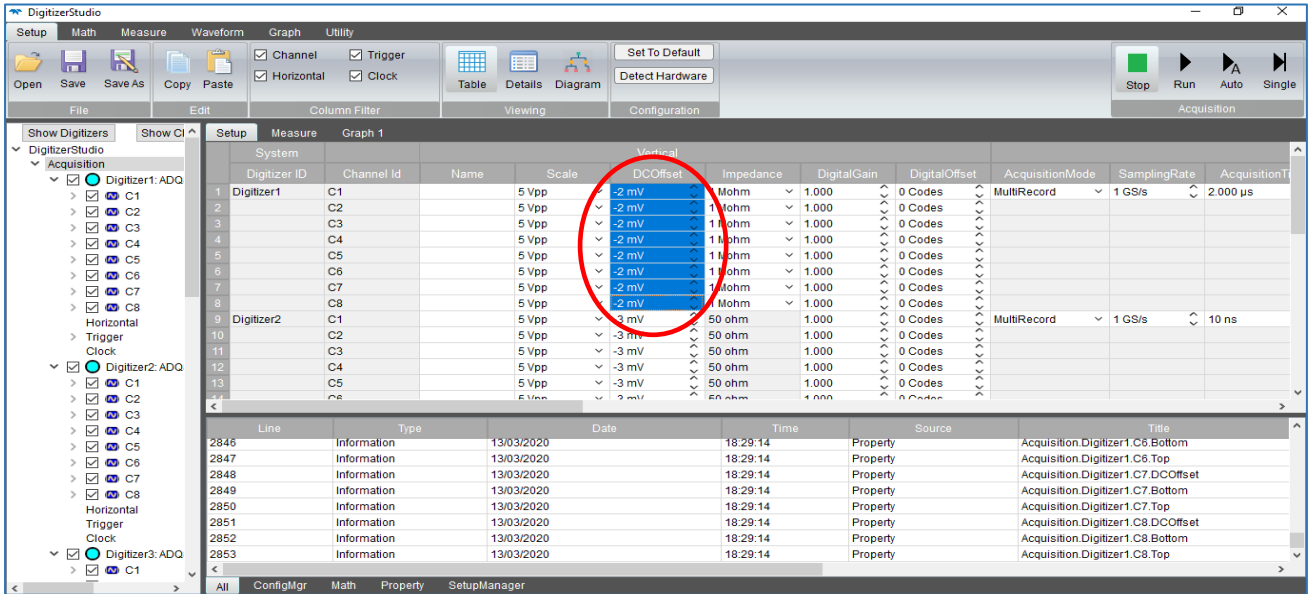 DigitizerStudio
Setup Math Measure Waveform Graph Utility
Open Save Save As Copy Paste
Channel Trigger
Horizontal Clock
Table Details Diagram
Set To Default
Detect Hardware
Stop Run Auto Single
File Edit Column Filter Viewing Configuration Acquisition
Show Digitizers Show
DigitizerStudio
Acquisition
Digitizer1: ADQ
C1
C2
C3
C4
C5
C6
C7
C8
Horizontal
Trigger
Clock
Digitizer2: ADQ
C1
C2
C3
C4
C5
C6
C7
C8
Horizontal
Trigger
Clock
Digitizer3: ADQ
C1
Setup Measure Graph 1
System Vertical
Digitizer ID Channel Id Name Scale DCOffset Impedance DigitalGain DigitalOffset AcquisitionMode SamplingRate
1 Digitizer1 C1 5 Vpp -2 mV 1 Mohm 1.000 0 Codes MultiRecord 1 GS/s 2.000 µs
2 C2 5 Vpp -2 mV 1 Mohm 1.000 0 Codes
3 C3 5 Vpp -2 mV 1 Mohm 1.000 0 Codes
4 C4 5 Vpp -2 mV 1 Mohm 1.000 0 Codes
5 C5 5 Vpp -2 mV 1 Mohm 1.000 0 Codes
6 C6 5 Vpp -2 mV 1 Mohm 1.000 0 Codes
7 C7 5 Vpp -2 mV 1 Mohm 1.000 0 Codes
8 C8 5 Vpp -2 mV 1 Mohm 1.000 0 Codes
9 Digitizer2 C1 5 Vpp -3 mV 50 ohm 1.000 0 Codes MultiRecord 1 GS/s 10 ns
10 C2 5 Vpp -3 mV 50 ohm 1.000 0 Codes
11 C3 5 Vpp -3 mV 50 ohm 1.000 0 Codes
12 C4 5 Vpp -3 mV 50 ohm 1.000 0 Codes
13 C5 5 Vpp -3 mV 50 ohm 1.000 0 Codes
14 C6 5 Vpp -3 mV 50 ohm 1.000 0 Codes
Line Type Date Time Source Title
2846 Information 13/03/2020 18:29:14 Property Acquisition.Digitizer1.C6.Bottom
2847 Information 13/03/2020 18:29:14 Property Acquisition.Digitizer1.C6.Top
2848 Information 13/03/2020 18:29:14 Property Acquisition.Digitizer1.C7.DCOffset
2849 Information 13/03/2020 18:29:14 Property Acquisition.Digitizer1.C7.Bottom
2850 Information 13/03/2020 18:29:14 Property Acquisition.Digitizer1.C7.Top
2851 Information 13/03/2020 18:29:14 Property Acquisition.Digitizer1.C8.DCOffset
2852 Information 13/03/2020 18:29:14 Property Acquisition.Digitizer1.C8.Bottom
2853 Information 13/03/2020 18:29:14 Property Acquisition.Digitizer1.C8.Top
All ConfigMgr Math Property SetupManager